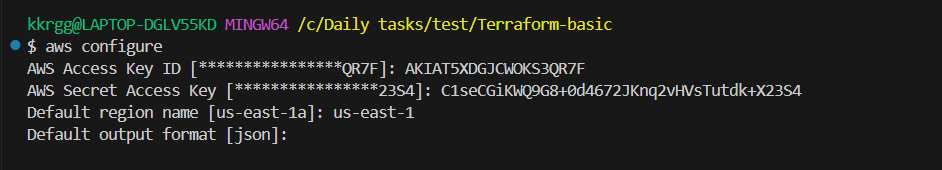 kkrgg@LAPTOP-DGLV55KD MINGW64 /c/Daily tasks/test/Terraform-basic
$ aws configure
AWS Access Key ID [****************QR7F]: AKIAT5XDGJCWOKS3QR7F
AWS Secret Access Key [****************23S4]: 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
Default region name [us-east-1a]: us-east-1
Default output format [json]: